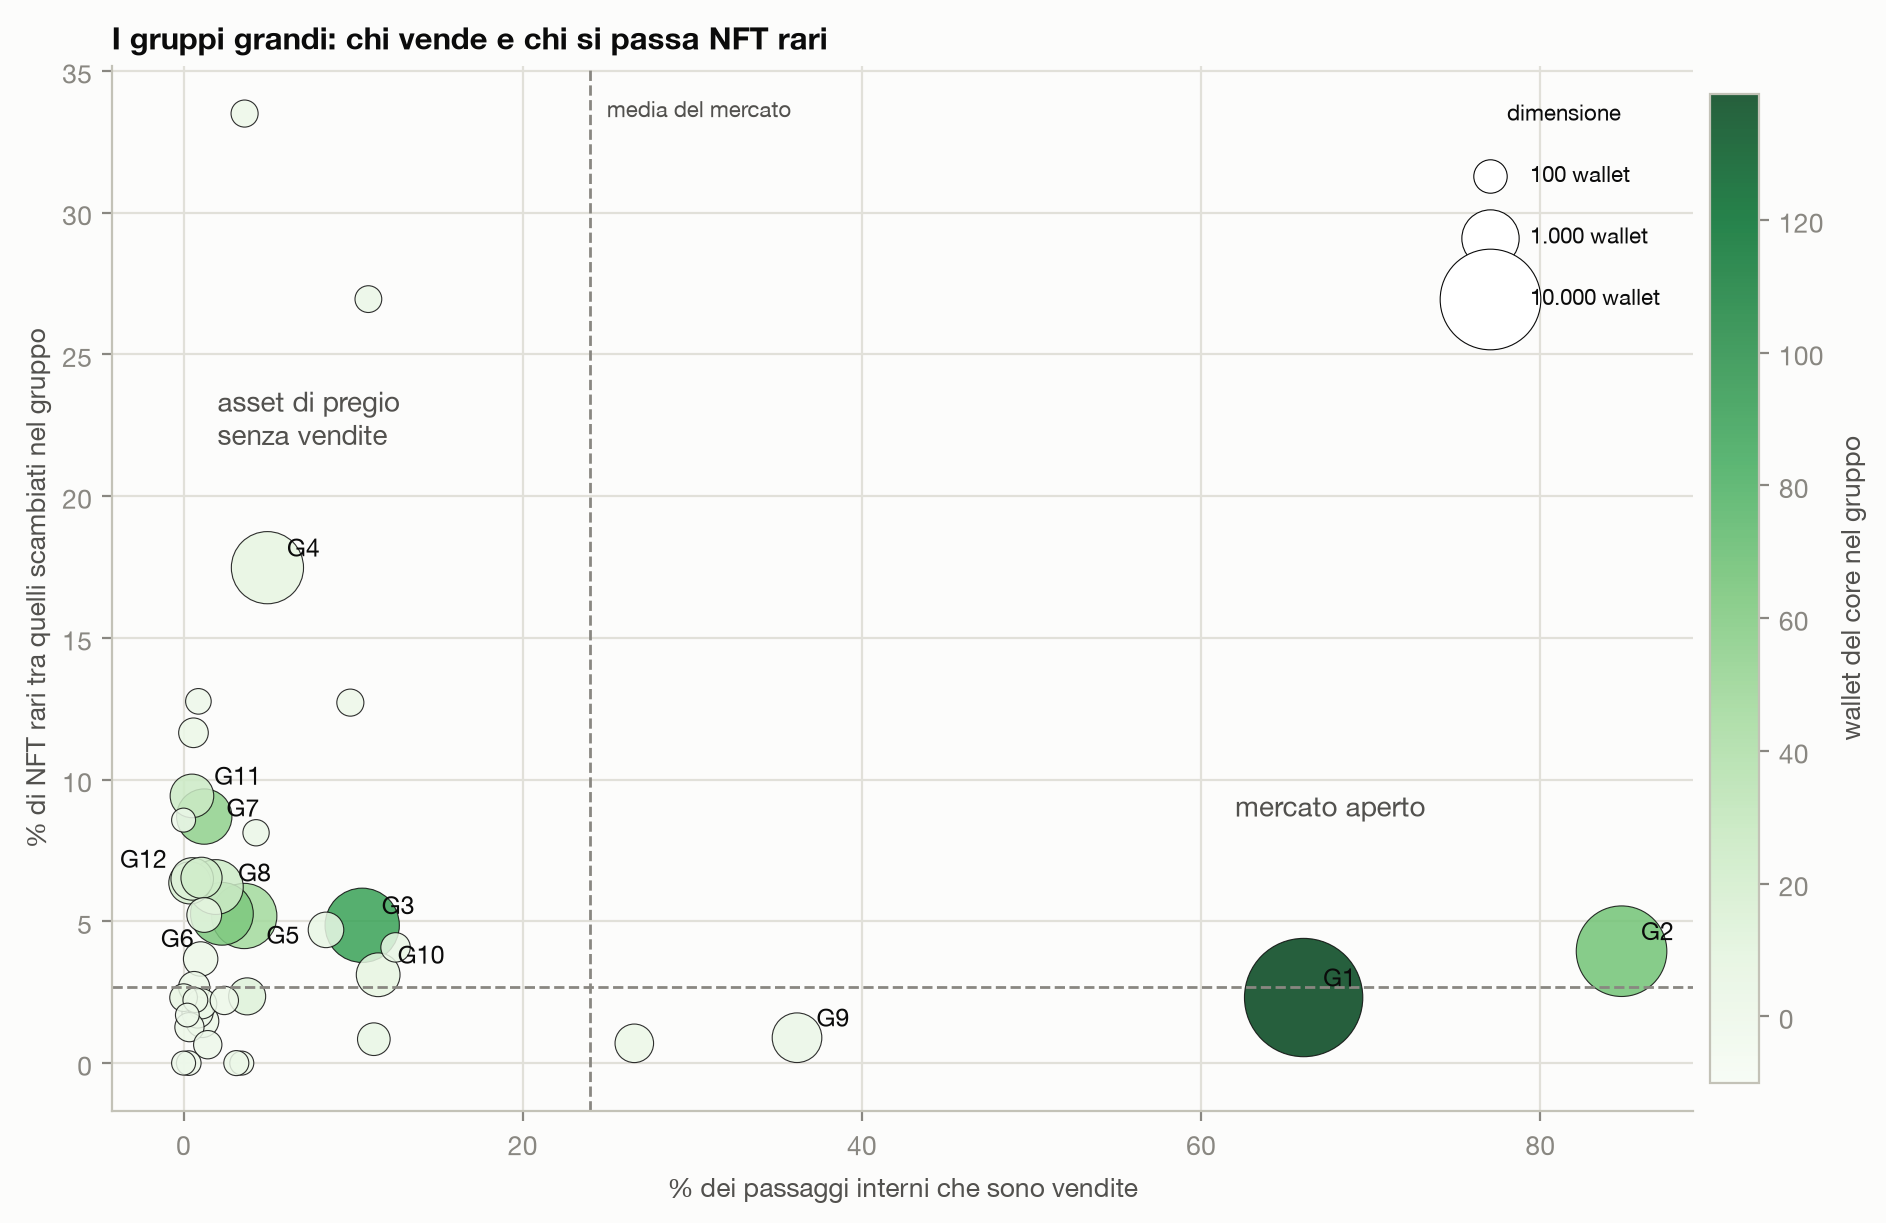 I gruppi grandi: chi vende e chi si passa NFT rari
35
30
25
20
15
10
5
0
% di NFT rari tra quelli scambiati nel gruppo
media del mercato
dimensione
100 wallet
1.000 wallet
10.000 wallet
asset di pregio
senza vendite
G4
G11
G7
mercato aperto
G12
G8
G3
G6
G5
G10
G2
G1
G9
0
20
40
60
80
% dei passaggi interni che sono vendite
120
100
80
60
40
20
0
wallet del core nel gruppo